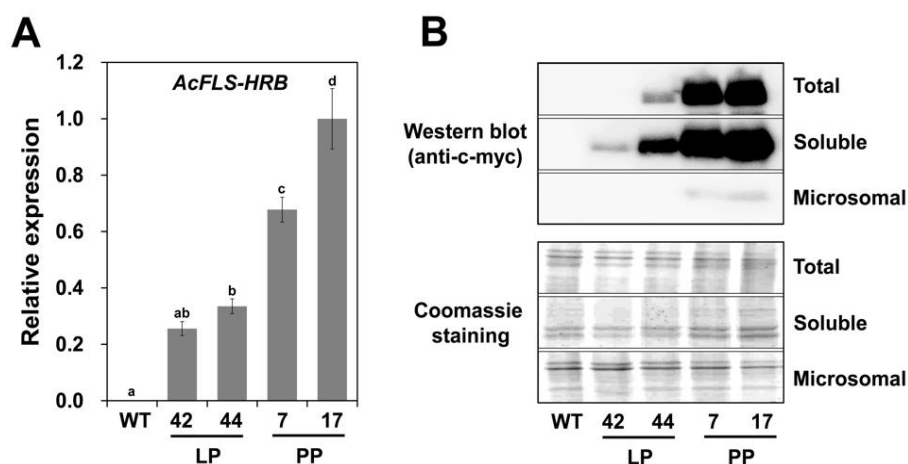 A
AcFLS-HRB
Relative expression
1.2
1.0
0.8
0.6
0.4
0.2
0.0
a
ab
b
c
d
WT 42 44 7 17
LP PP
B
Western blot
(anti-c-myc)
Total
Soluble
Microsomal
Coomassie
staining
Total
Soluble
Microsomal
WT 42 44 7 17
LP PP